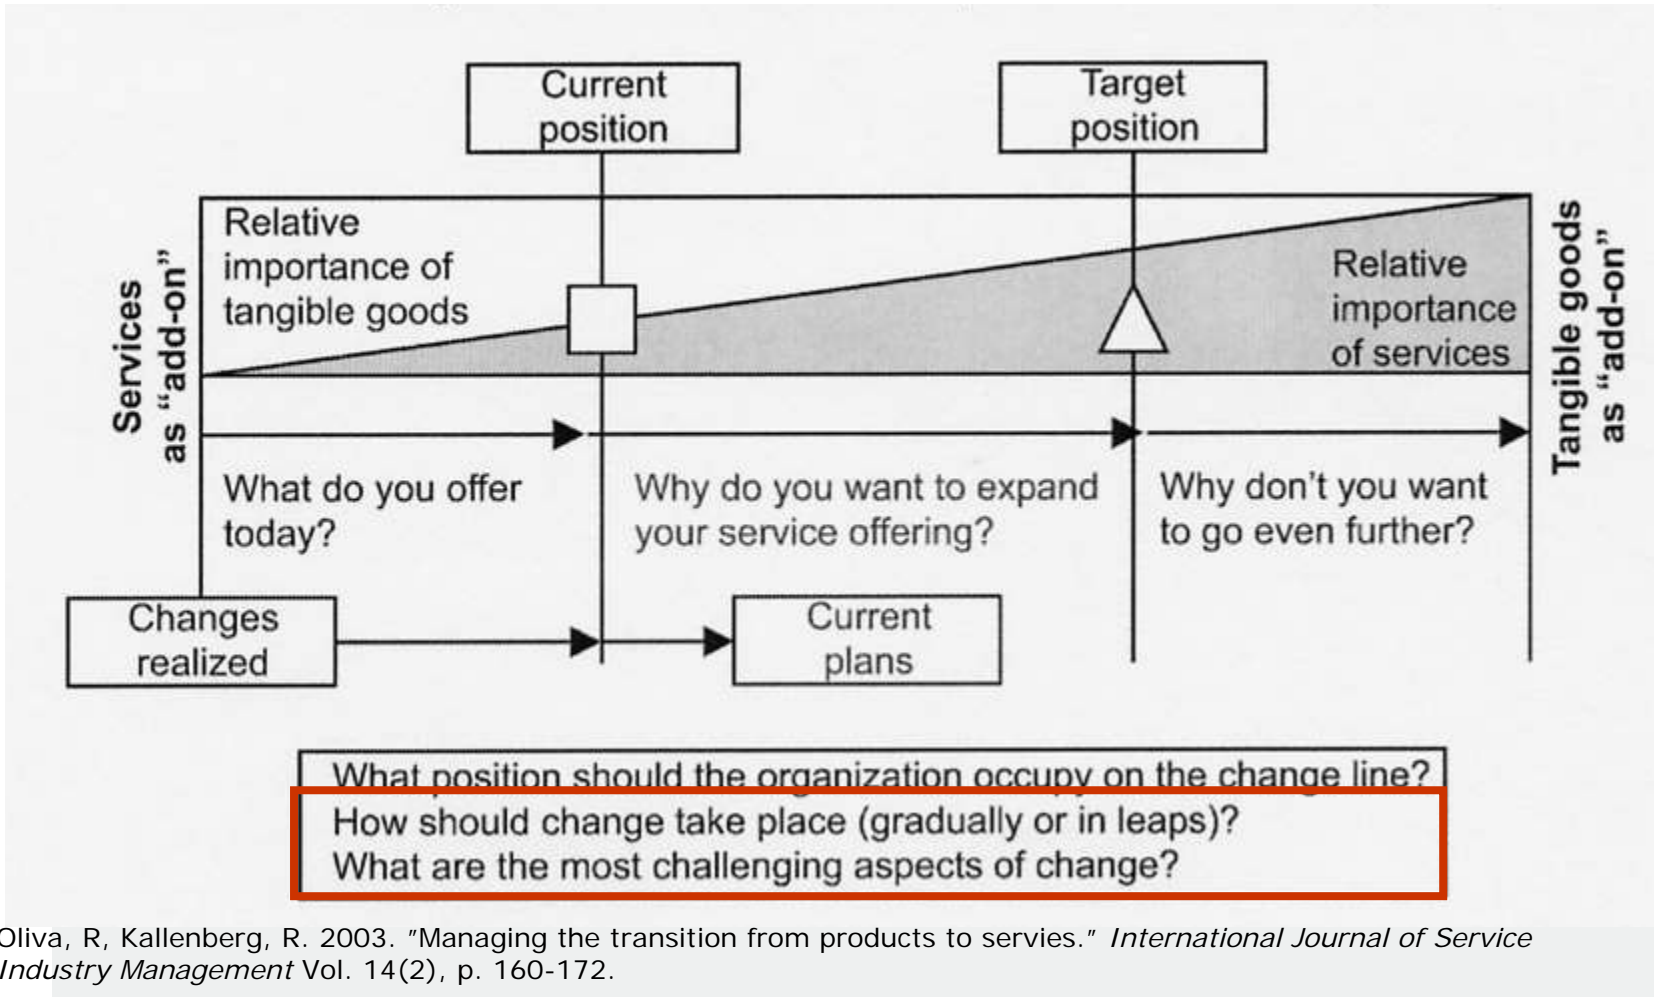 Current
position
Target
position
Relative
importance of
tangible goods
Relative
importance
of services
Services
as “add-on”
Tangible goods
as “add-on”
What do you offer
today?
Why do you want to expand
your service offering?
Why don't you want
to go even further?
Changes
realized
Current
plans
What position should the organization occupy on the change line?
How should change take place (gradually or in leaps)?
What are the most challenging aspects of change?
Oliva, R, Kallenberg, R. 2003. "Managing the transition from products to servies." International Journal of Service
Industry Management Vol. 14(2), p. 160-172.